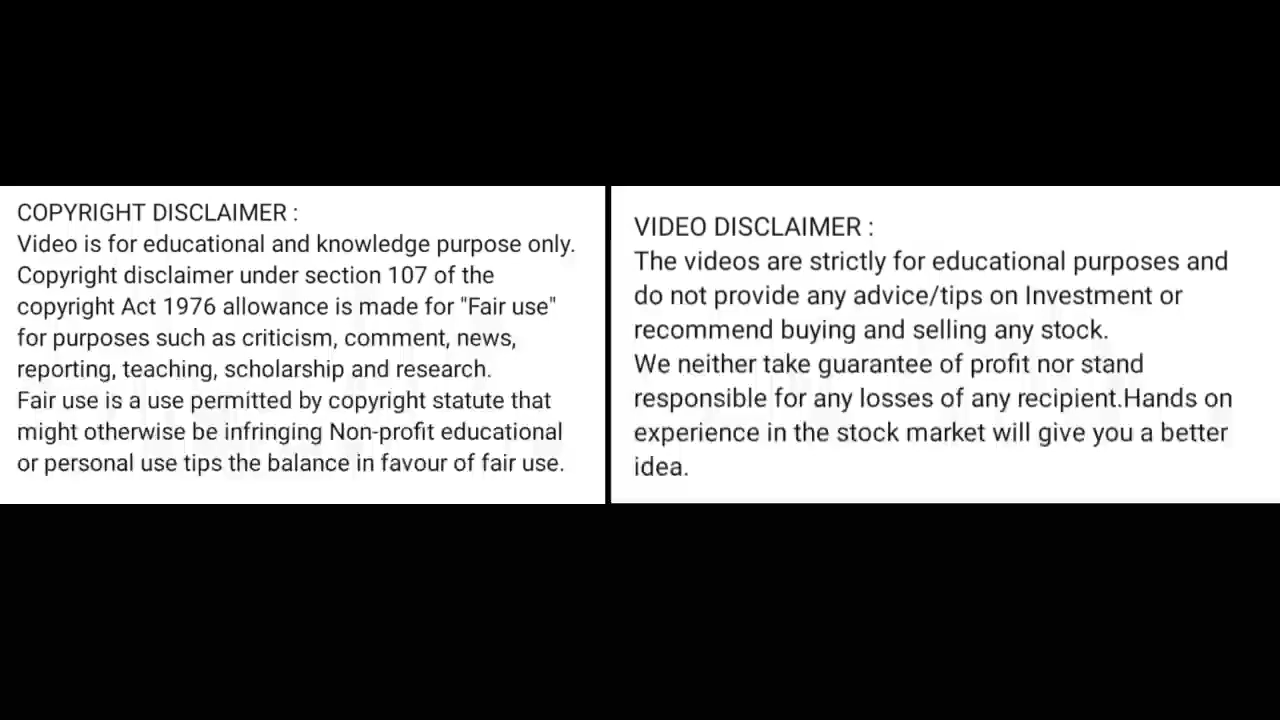 COPYRIGHT DISCLAIMER :
Video is for educational and knowledge purpose only.
Copyright disclaimer under section 107 of the
copyright Act 1976 allowance is made for "Fair use"
for purposes such as criticism, comment, news,
reporting, teaching, scholarship and research.
Fair use is a use permitted by copyright statute that
might otherwise be infringing Non-profit educational
or personal use tips the balance in favour of fair use.
VIDEO DISCLAIMER :
The videos are strictly for educational purposes and
do not provide any advice/tips on Investment or
recommend buying and selling any stock.
We neither take guarantee of profit nor stand
responsible for any losses of any recipient.Hands on
experience in the stock market will give you a better
idea.